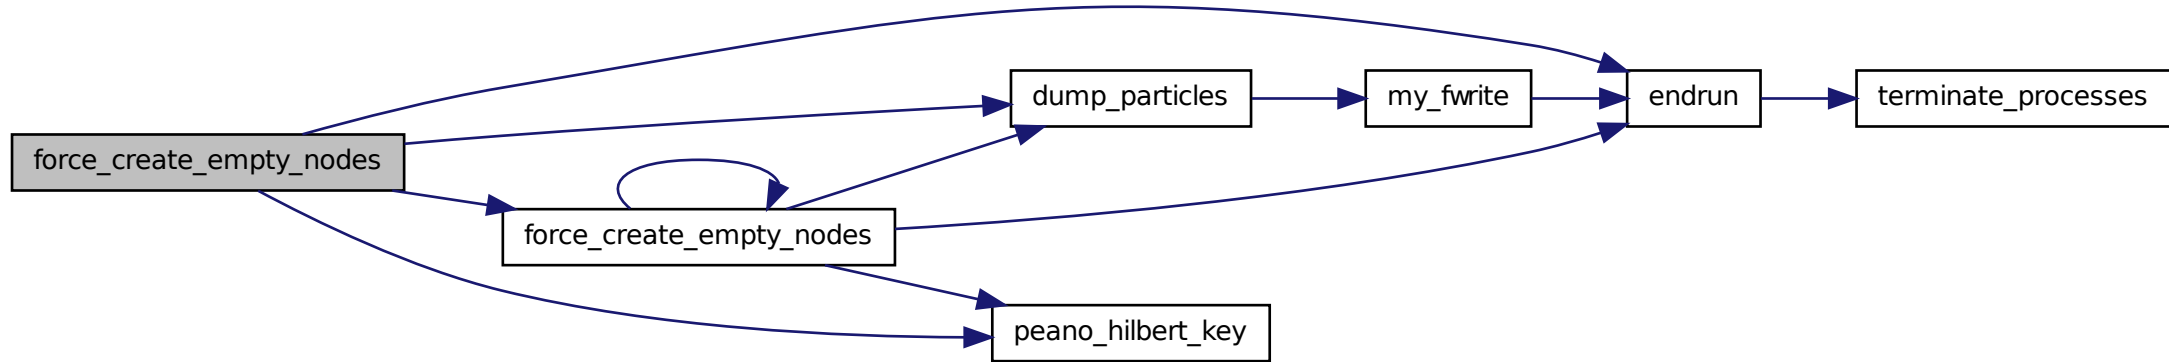 force_create_empty_nodes
force_create_empty_nodes
dump_particles
peano_hilbert_key
my_fwrite
endrun
terminate_processes